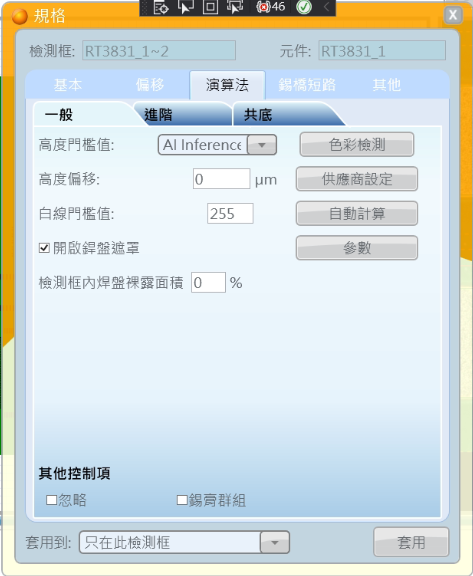 46
規格
檢測框: RT3831_1~2 元件: RT3831_1
基本 偏移 演算法 錫橋短路 其他
一般 進階 共底
高度門檻值: AI Inference 色彩檢測
高度偏移: 0 μm 供應商設定
白線門檻值: 255 自動計算
開啟銲盤遮罩 參數
檢測框內焊盤裸露面積 0 %
其他控制項
忽略 錫膏群組
套用到: 只在此檢測框 套用